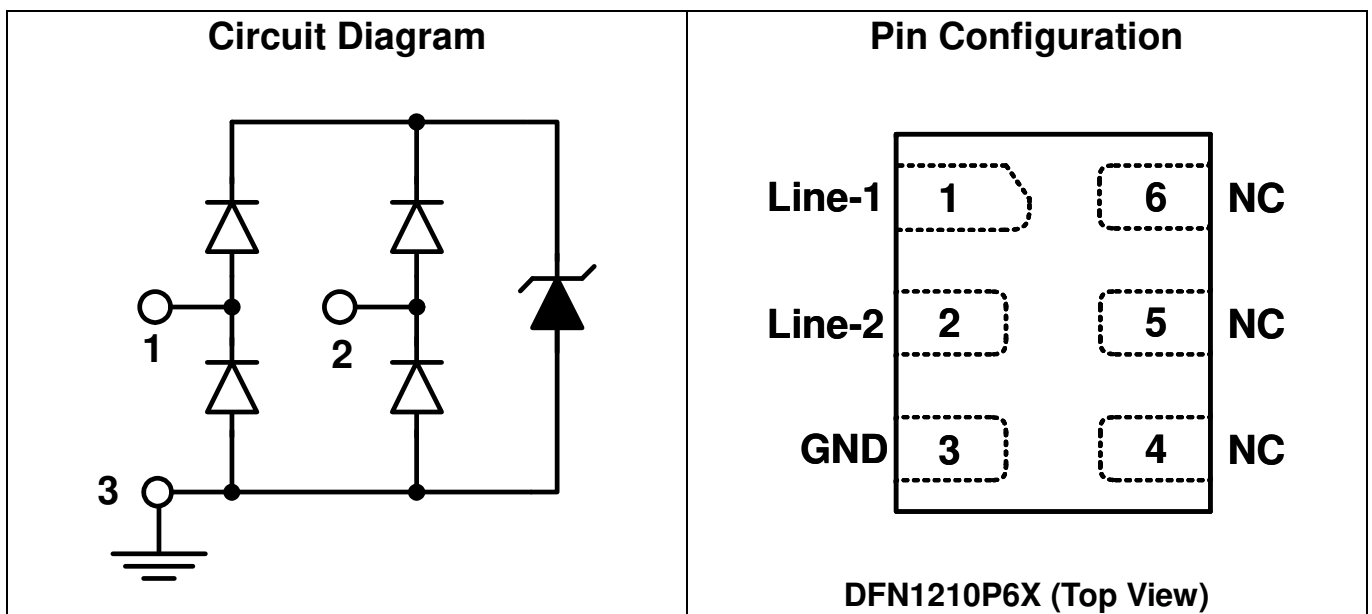 Circuit Diagram
1
2
3
Pin Configuration
Line-1 1 6 NC
Line-2 2 5 NC
GND 3 4 NC
DFN1210P6X (Top View)